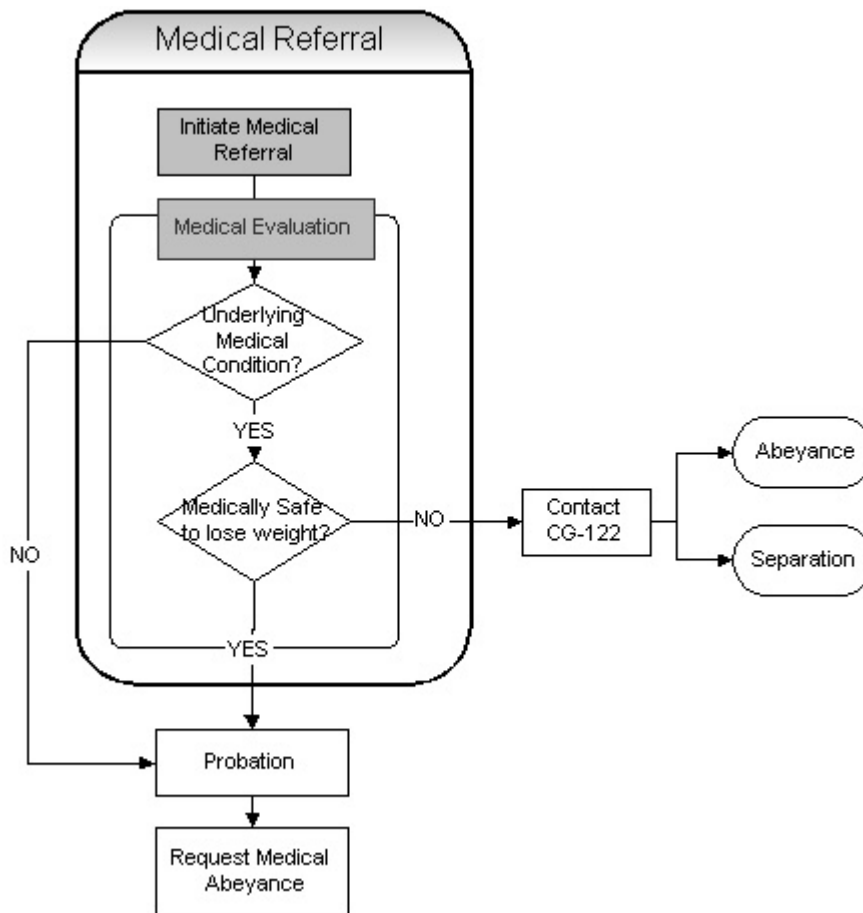 Medical Referral
Initiate Medical
Referral
Medical Evaluation
Underlying
Medical
Condition?
YES
Medically Safe
to lose weight?
NO
Contact
CG-122
Abeyance
Separation
NO
YES
Probation
Request Medical
Abeyance